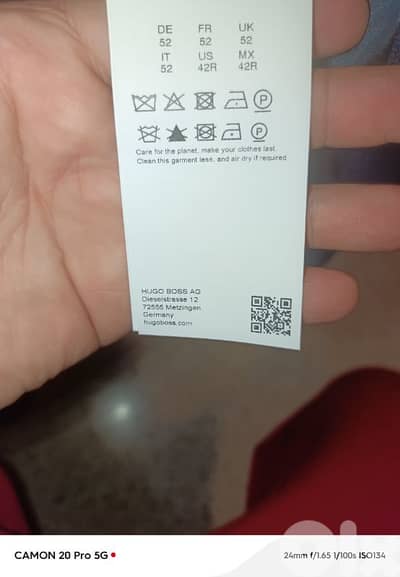 DE FR UK
52 52 52
IT US MX
52 42R 42R
P
P
Care for the planet, make your clothes last.
Clean this garment less, and air dry if required.
HUGO BOSS AG
Dieselstrasse 12
72555 Metzingen
Germany
hugoboss.com
CAMON 20 Pro 5G
24mm f/1.65 1/100s ISO134